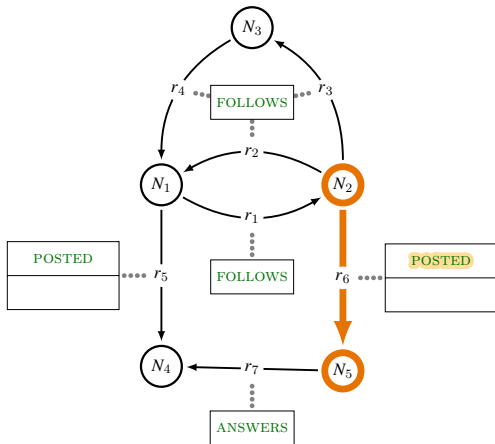 N3
r4
r3
FOLLOWS
r2
N1
N2
r1
POSTED
POSTED
r5
r6
FOLLOWS
N4
r7
N5
ANSWERS